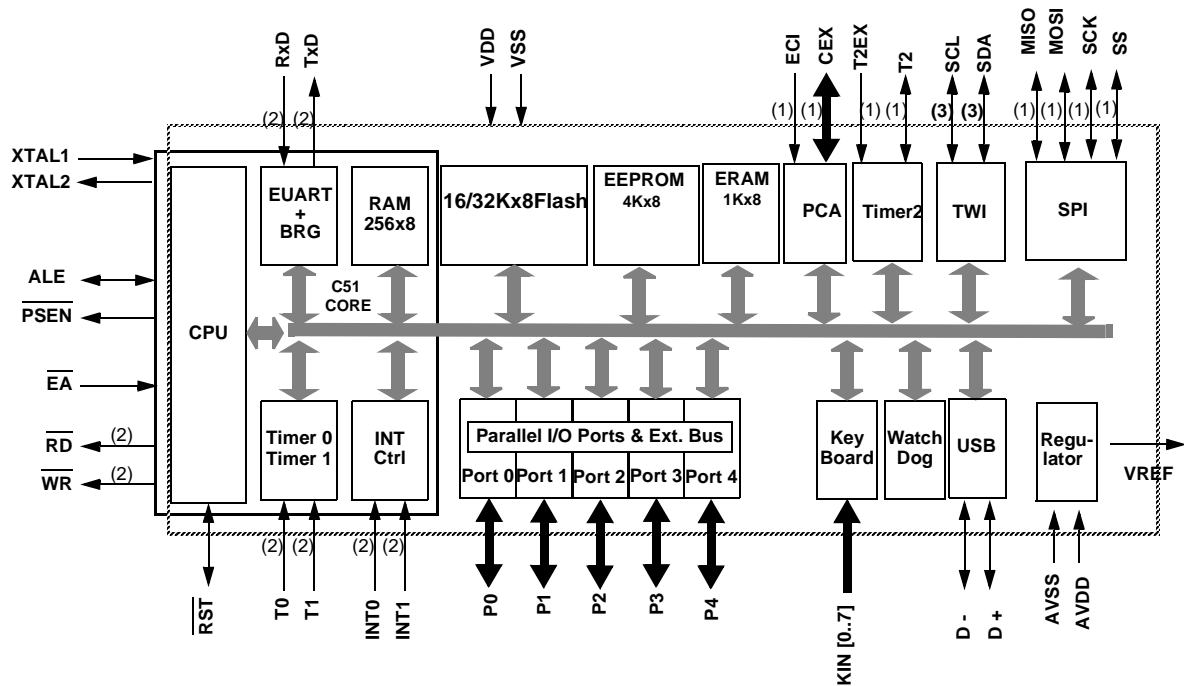 RxD
TxD
VDD
VSS
ECI
CEX
T2EX
T2
SCL
SDA
MISO
MOSI
SCK
SS
(2) (2)
(1) (1) (1) (1) (3) (3) (1) (1) (1) (1)
XTAL1
XTAL2
ALE
PSEN
EA
RD
(2)
WR
(2)
CPU
EUART
+
BRG
RAM
256x8
C51
CORE
16/32Kx8Flash
EEPROM
4Kx8
ERAM
1Kx8
PCA
Timer2
TWI
SPI
Timer 0
Timer 1
INT
Ctrl
Parallel I/O Ports & Ext. Bus
Port 0
Port 1
Port 2
Port 3
Port 4
Key
Board
Watch
Dog
USB
Regu-
lator
VREF
(2) (2) (2) (2)
RST
T0
T1
INT0
INT1
P0
P1
P2
P3
P4
KIN [0..7]
D -
D +
AVSS
AVDD